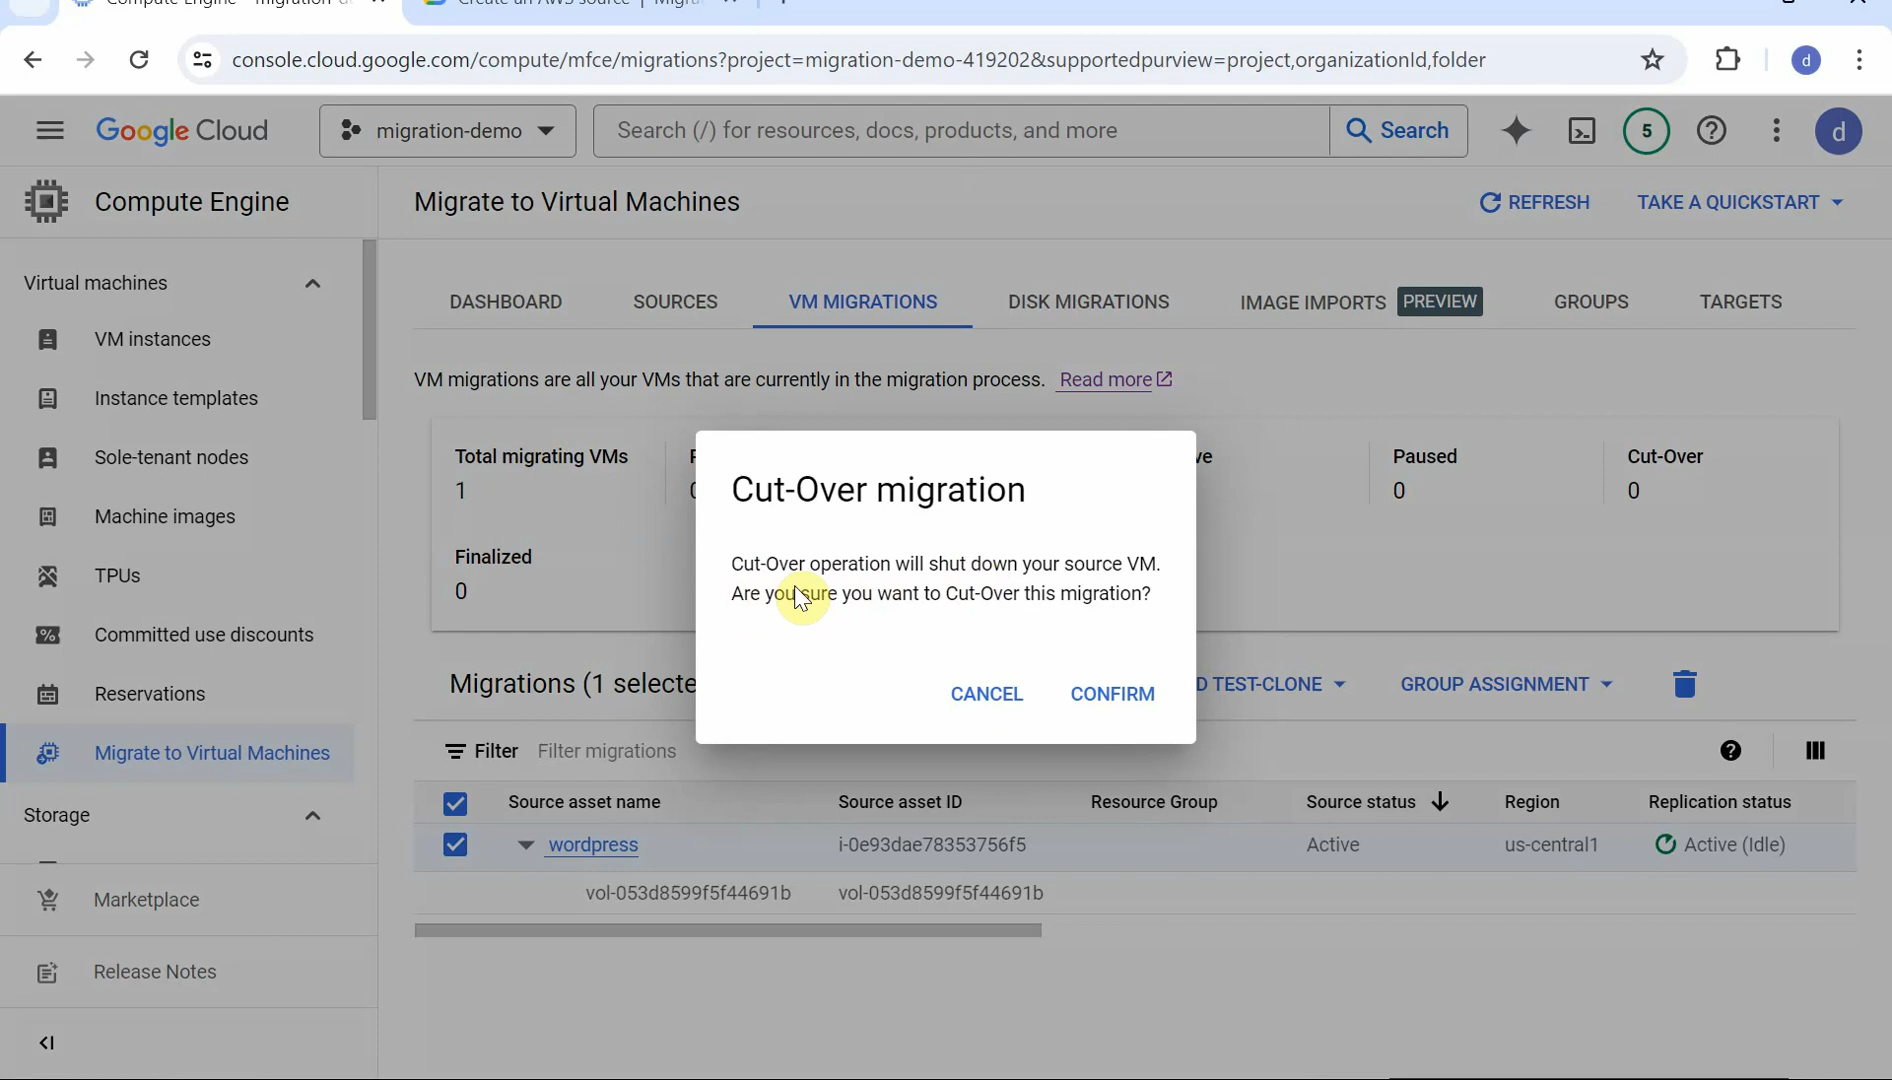 console.cloud.google.com/compute/mfce/migrations?project=migration-demo-419202&supportedpurview=project,organizationId,folder
d
Google Cloud
migration-demo
Search (/) for resources, docs, products, and more
Search
5
d
Compute Engine
Migrate to Virtual Machines
REFRESH
TAKE A QUICKSTART
Virtual machines
VM instances
Instance templates
Sole-tenant nodes
Machine images
TPUs
Committed use discounts
Reservations
Migrate to Virtual Machines
Storage
Marketplace
Release Notes
DASHBOARD
SOURCES
VM MIGRATIONS
DISK MIGRATIONS
IMAGE IMPORTS PREVIEW
GROUPS
TARGETS
VM migrations are all your VMs that are currently in the migration process. Read more
Total migrating VMs
1
Paused
0
Cut-Over
0
Finalized
0
Cut-Over migration
Cut-Over operation will shut down your source VM.
Are you sure you want to Cut-Over this migration?
CANCEL
CONFIRM
Migrations (1 selecte
TEST-CLONE
GROUP ASSIGNMENT
Filter Filter migrations
Source asset name Source asset ID Resource Group Source status Region Replication status
wordpress i-0e93dae78353756f5 Active us-central1 Active (Idle)
vol-053d8599f5f44691b vol-053d8599f5f44691b